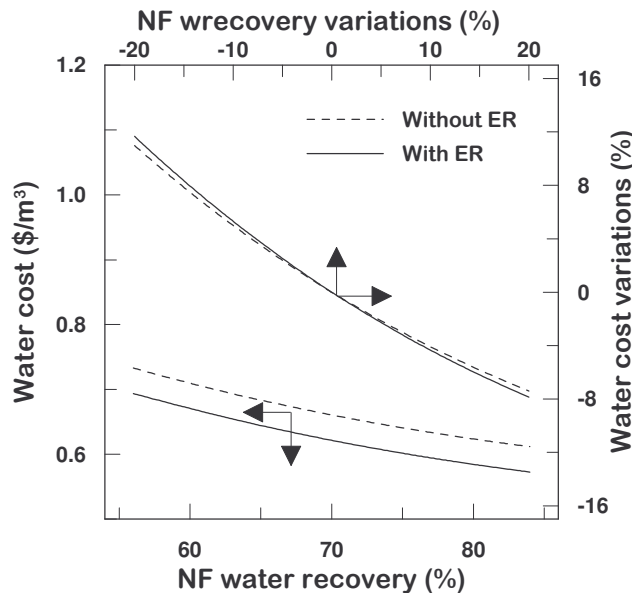 NF wrecovery variations (%)
-20 -10 0 10 20
1.2
1.0
0.8
0.6
Water cost ($/m³)
Without ER
With ER
16
8
0
-8
-16
Water cost variations (%)
60 70 80
NF water recovery (%)